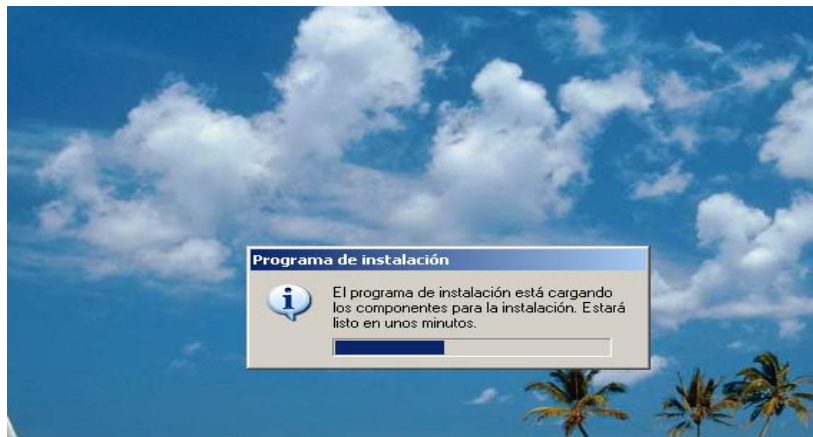 Programa de instalación
El programa de instalación está cargando
los componentes para la instalación. Estará
listo en unos minutos.